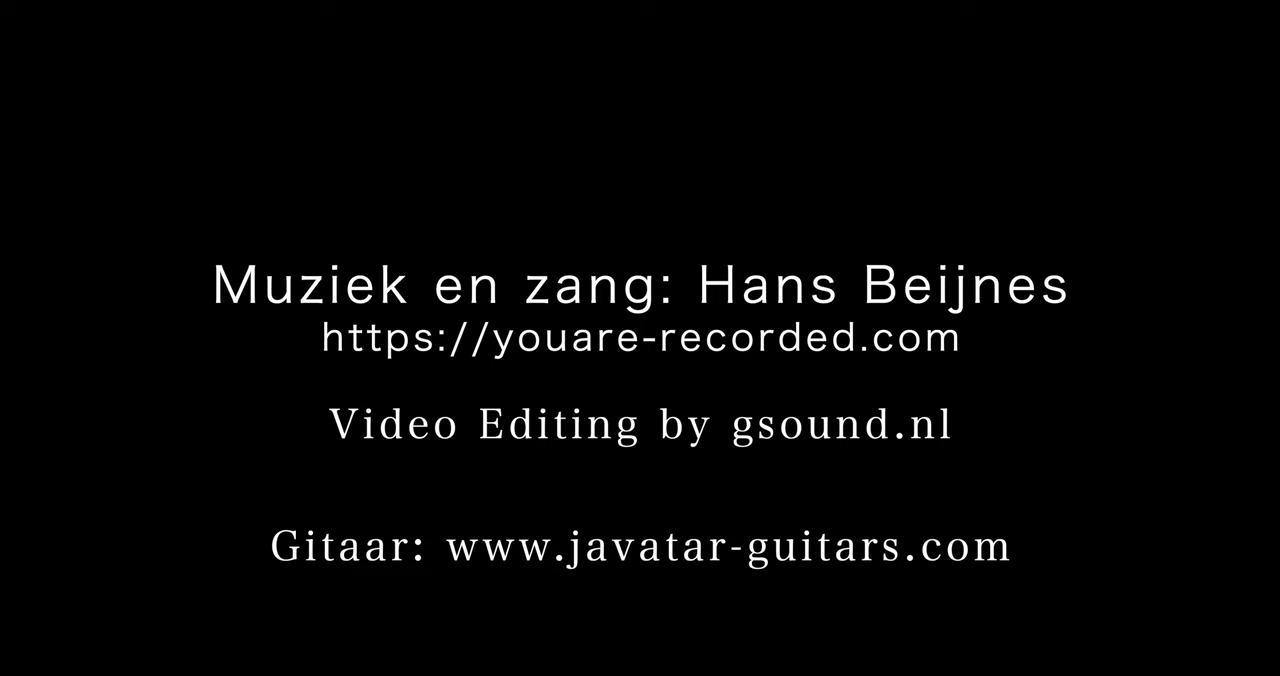 Muziek en zang: Hans Beijnes
https://youare-recorded.com
Video Editing by gsound.nl
Gitaar: www.javatar-guitars.com